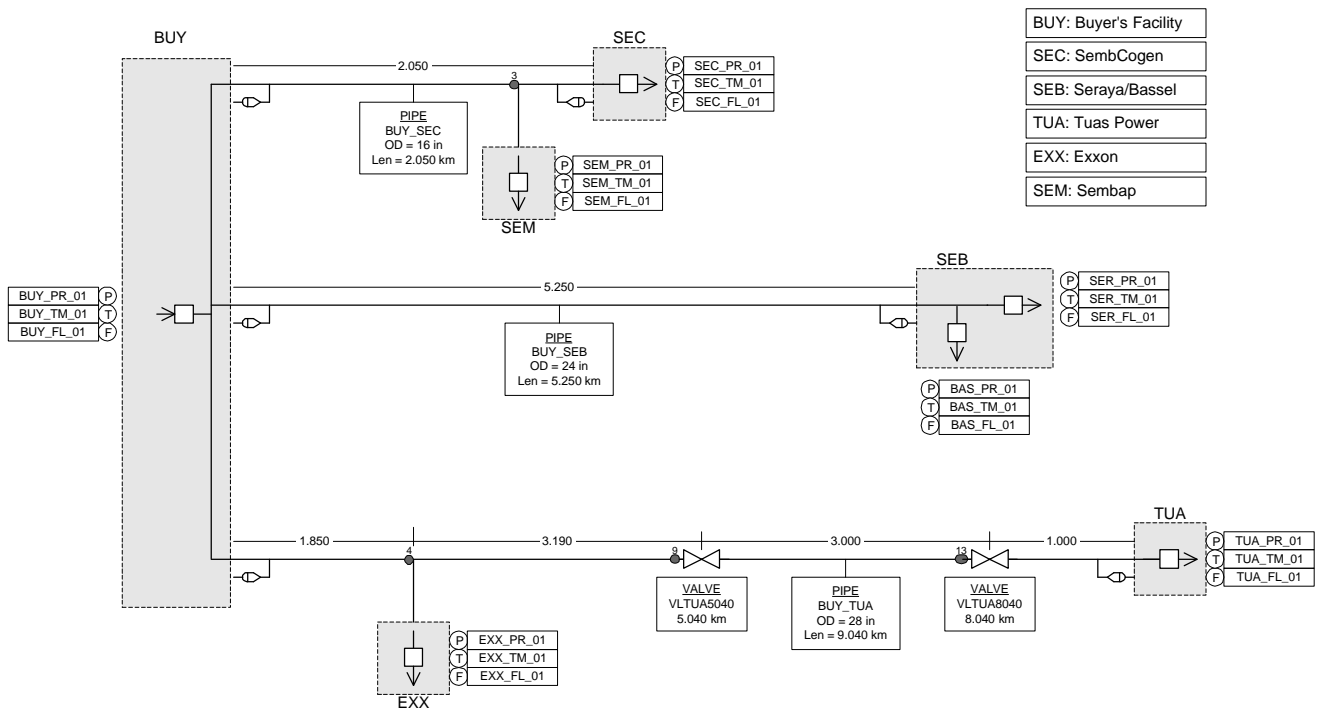 BUY: Buyer's Facility
SEC: SembCogen
SEB: Seraya/Bassel
TUA: Tuas Power
EXX: Exxon
SEM: Sembap
BUY
SEC
2.050
3
P SEC_PR_01
T SEC_TM_01
F SEC_FL_01
PIPE
BUY_SEC
OD = 16 in
Len = 2.050 km
P SEM_PR_01
T SEM_TM_01
F SEM_FL_01
SEM
SEB
5.250
BUY_PR_01 P
BUY_TM_01 T
BUY_FL_01 F
P SER_PR_01
T SER_TM_01
F SER_FL_01
PIPE
BUY_SEB
OD = 24 in
Len = 5.250 km
P BAS_PR_01
T BAS_TM_01
F BAS_FL_01
TUA
1.850
3.190
3.000
1.000
4
9
13
P TUA_PR_01
T TUA_TM_01
F TUA_FL_01
VALVE
VLTUA5040
5.040 km
PIPE
BUY_TUA
OD = 28 in
Len = 9.040 km
VALVE
VLTUA8040
8.040 km
P EXX_PR_01
T EXX_TM_01
F EXX_FL_01
EXX